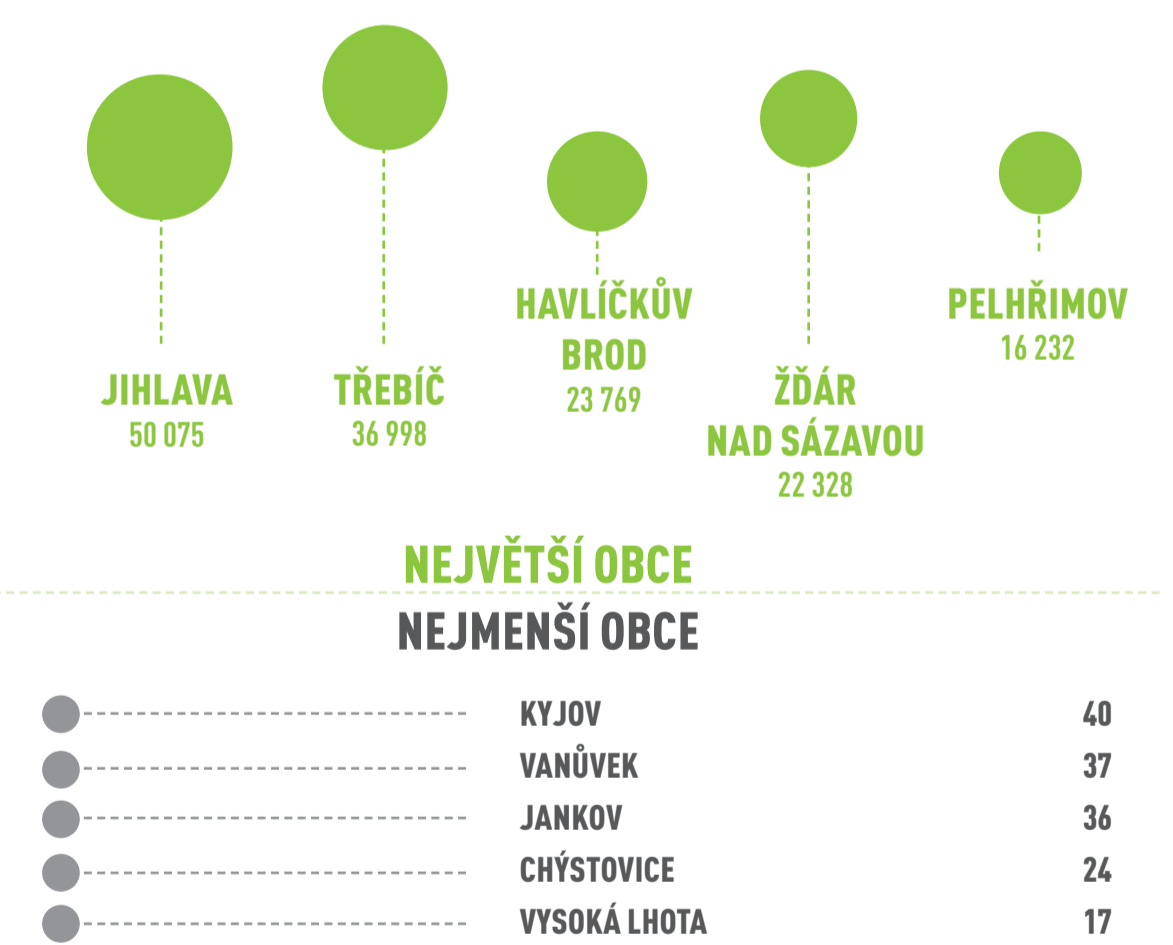 JIHLAVA
50 075
TŘEBÍČ
36 998
HAVLÍČKŮV
BROD
23 769
ŽĎÁR
NAD SÁZAVOU
22 328
PELHŘIMOV
16 232
NEJVĚTŠÍ OBCE
NEJMENŠÍ OBCE
KYJOV 40
VANŮVEK 37
JANKOV 36
CHÝSTOVICE 24
VYSOKÁ LHOTA 17